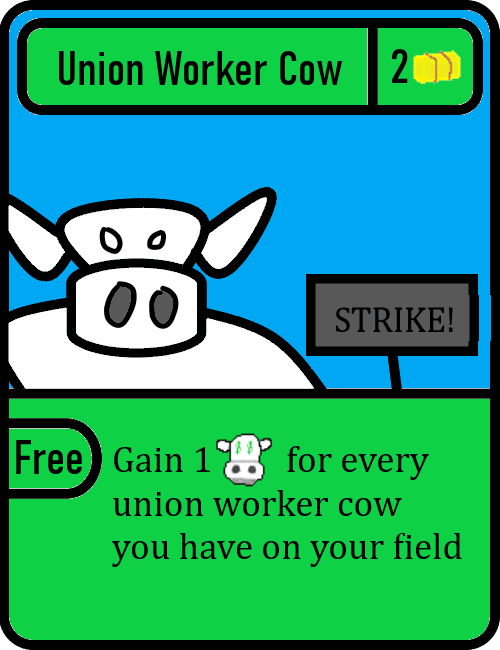 Union Worker Cow 2
STRIKE!
Free
Gain 1 for every
union worker cow
you have on your field